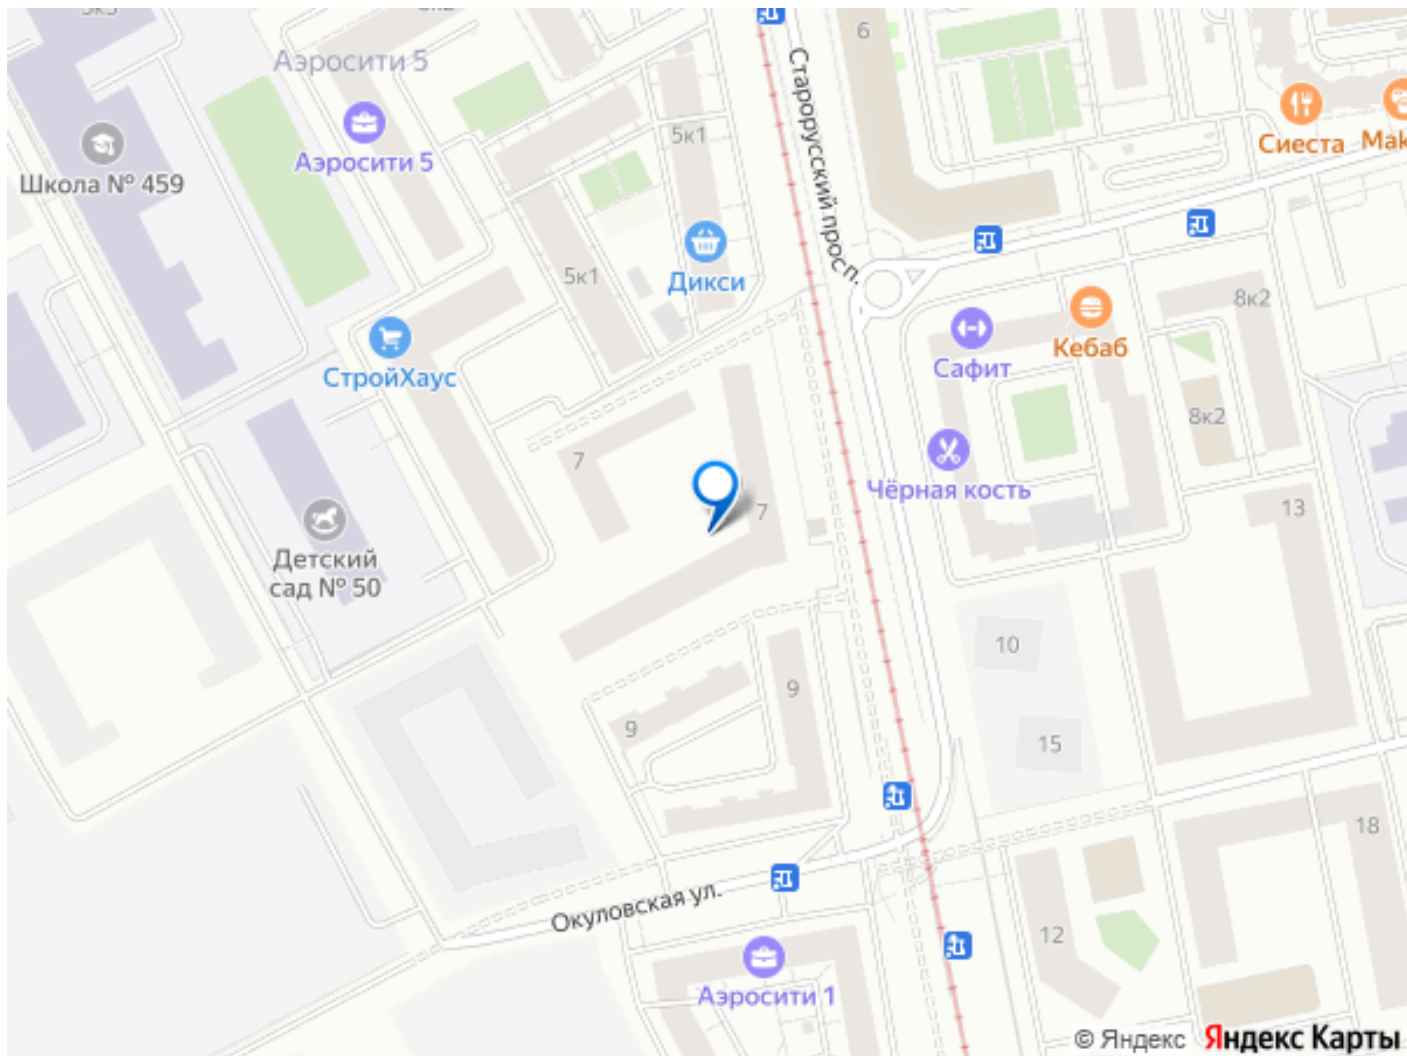 6
Аэросити 5
Старорусский просп.
5к1
Сиеста
Мак
Аэросити 5
Школа № 459
5к1
Дикси
8к2
Кебаб
Сафит
СтройХаус
8к2
7
Чёрная кость
7
13
Детский
сад № 50
10
9
9
15
18
Окуловская ул.
12
Аэросити 1
© Яндекс Яндекс Карты